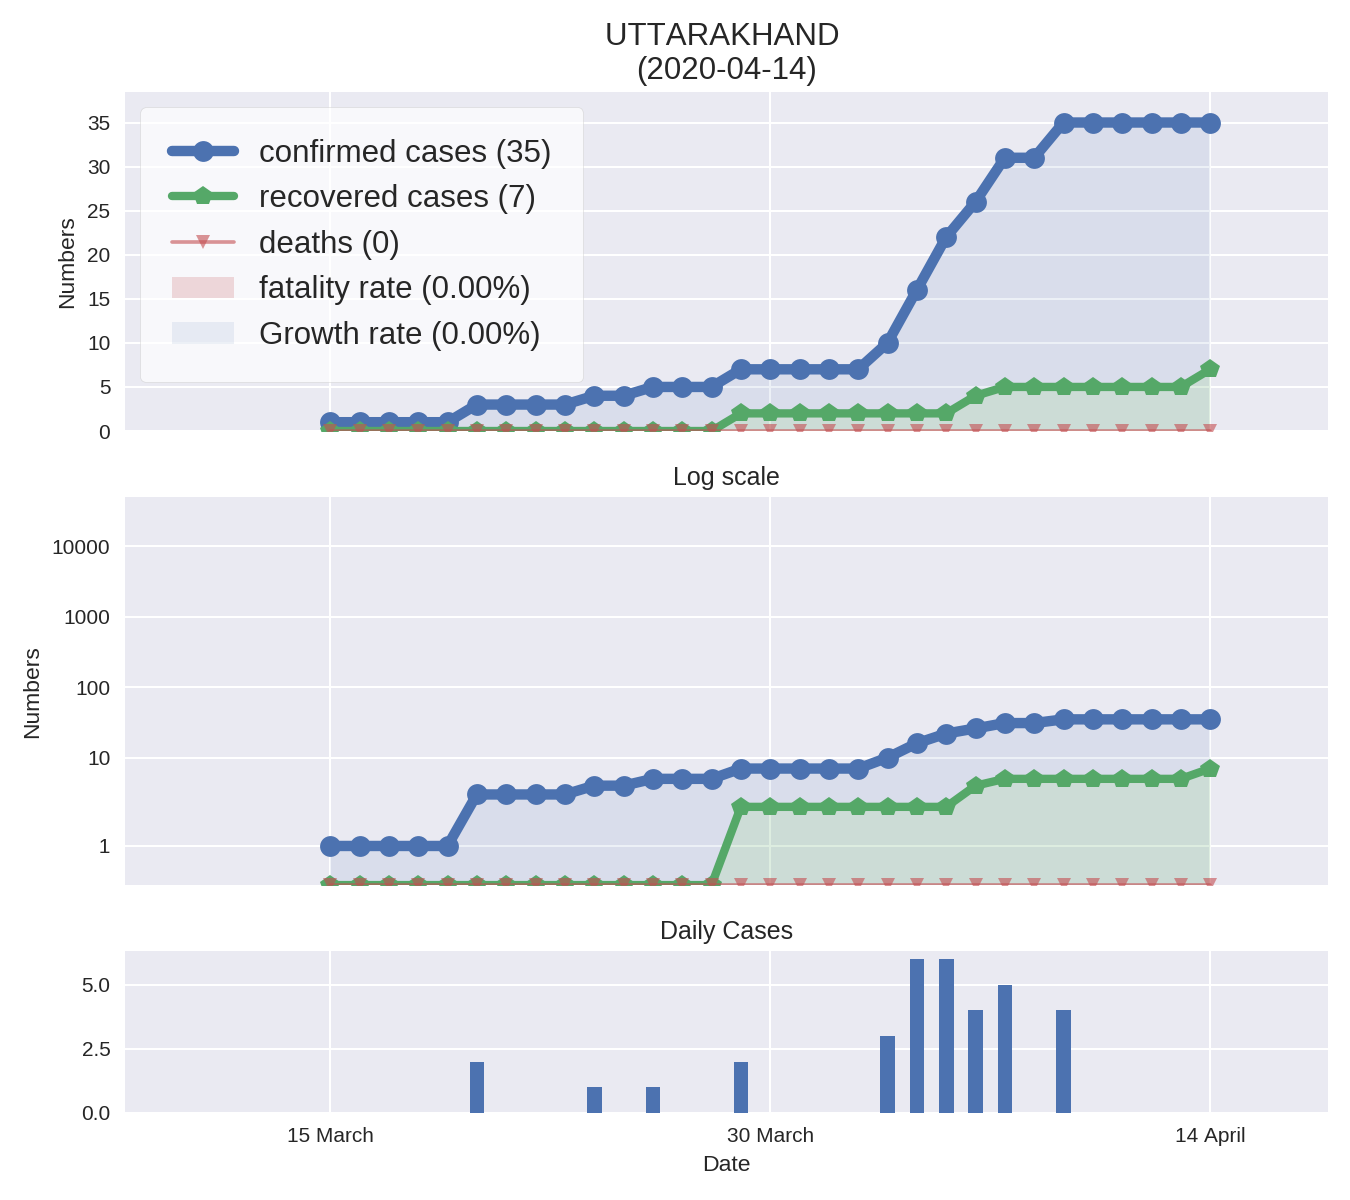 UTTARAKHAND
(2020-04-14)
35
30
25
20
15
10
5
0
Numbers
confirmed cases (35)
recovered cases (7)
deaths (0)
fatality rate (0.00%)
Growth rate (0.00%)
Log scale
10000
1000
100
10
1
Numbers
Daily Cases
5.0
2.5
0.0
15 March
30 March
14 April
Date